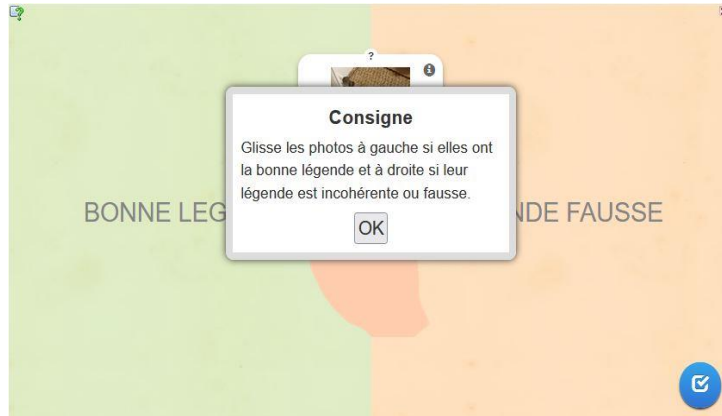 ?
Consigne
Glisse les photos à gauche si elles ont
la bonne légende et à droite si leur
légende est incohérente ou fausse.
BONNE LEG
NDE FAUSSE
OK